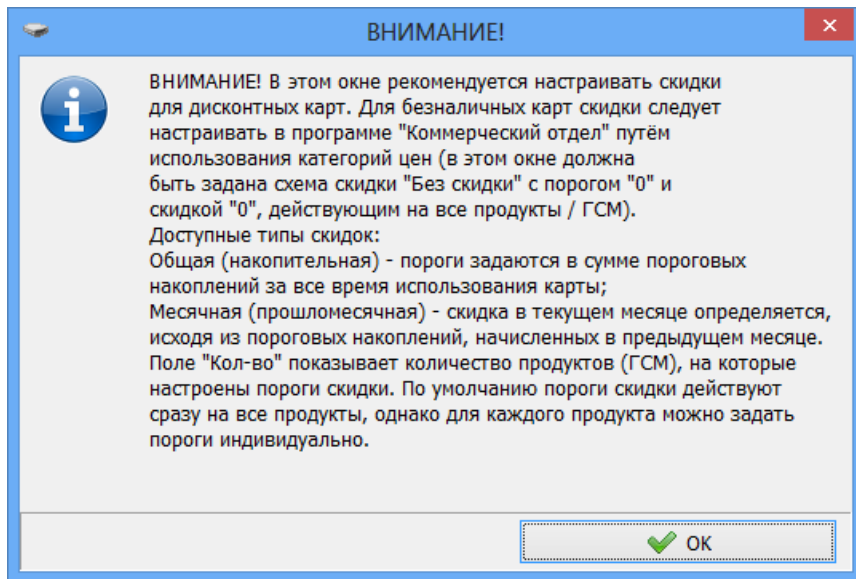 ВНИМАНИЕ!
ВНИМАНИЕ! В этом окне рекомендуется настраивать скидки
для дисконтных карт. Для безналичных карт скидки следует
настраивать в программе "Коммерческий отдел" путём
использования категорий цен (в этом окне должна
быть задана схема скидки "Без скидки" с порогом "0" и
скидкой "0", действующим на все продукты / ГСМ).
Доступные типы скидок:
Общая (накопительная) - пороги задаются в сумме пороговых
накоплений за все время использования карты;
Месячная (прошломесячная) - скидка в текущем месяце определяется,
исходя из пороговых накоплений, начисленных в предыдущем месяце.
Поле "Кол-во" показывает количество продуктов (ГСМ), на которые
настроены пороги скидки. По умолчанию пороги скидки действуют
сразу на все продукты, однако для каждого продукта можно задать
пороги индивидуально.
ОК